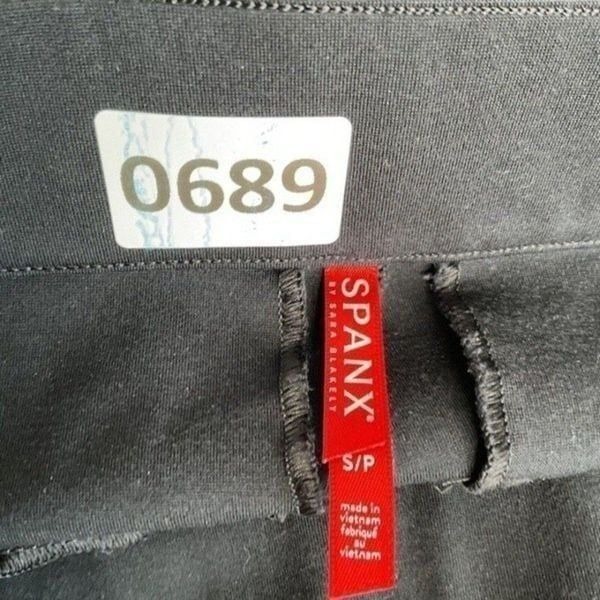 0689
SPANX®
BY SARA BLAKELY
S/P
made in
vietnam
fabriqué
au
vietnam